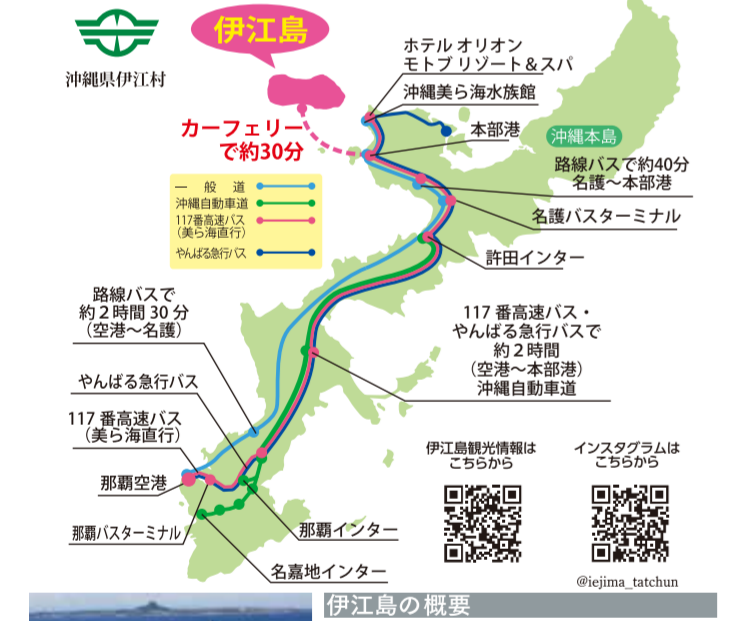 伊江島
沖縄県伊江村
ホテル オリオン
モトブ リゾート＆スパ
沖縄美ら海水族館
カーフェリー
で約30分
本部港
沖縄本島
路線バスで約40分
名護〜本部港
一般道
沖縄自動車道
117番高速バス
（美ら海直行）
やんばる急行バス
名護バスターミナル
許田インター
路線バスで
約２時間 30 分
（空港〜名護）
117 番高速バス・
やんばる急行バスで
約２時間
（空港〜本部港）
沖縄自動車道
やんばる急行バス
117 番高速バス
（美ら海直行）
伊江島観光情報は
こちらから
インスタグラムは
こちらから
那覇空港
那覇バスターミナル
那覇インター
名嘉地インター
@iejima_tatchun
伊江島の概要